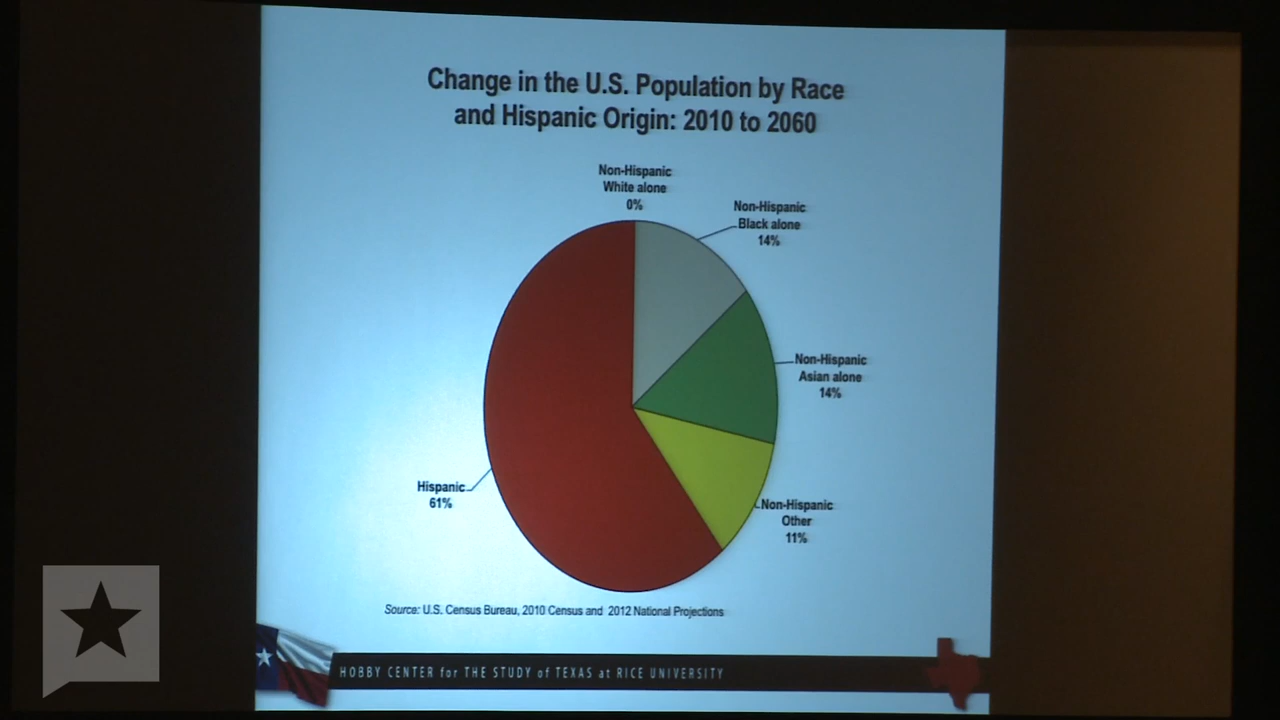 Change in the U.S. Population by Race
and Hispanic Origin: 2010 to 2060
Non-Hispanic
White alone
0%
Non-Hispanic
Black alone
14%
Non-Hispanic
Asian alone
14%
Non-Hispanic
Other
11%
Hispanic
61%
Source: U.S. Census Bureau, 2010 Census and 2012 National Projections
HOBBY CENTER for THE STUDY of TEXAS at RICE UNIVERSITY